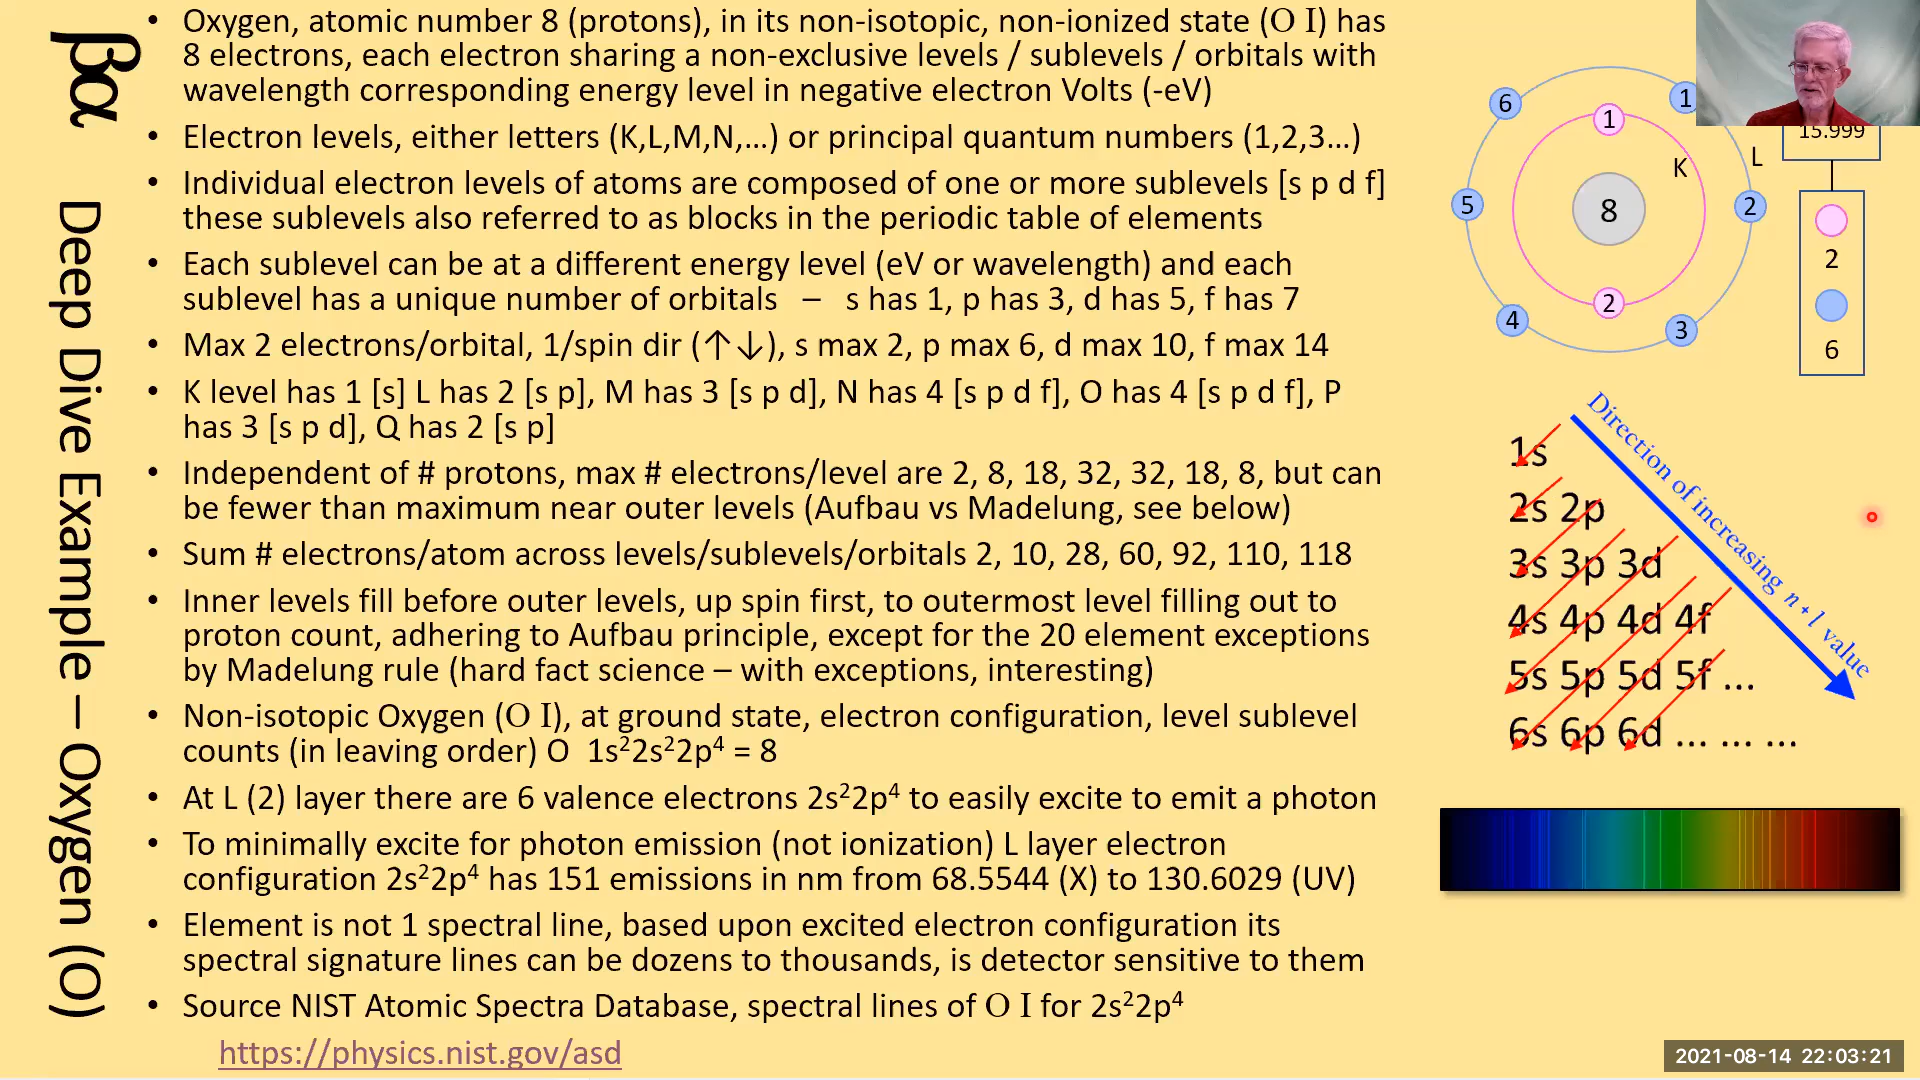 βα
Deep Dive Example – Oxygen (O)
• Oxygen, atomic number 8 (protons), in its non-isotopic, non-ionized state (O I) has
8 electrons, each electron sharing a non-exclusive levels / sublevels / orbitals with
wavelength corresponding energy level in negative electron Volts (-eV)
• Electron levels, either letters (K,L,M,N,…) or principal quantum numbers (1,2,3…)
• Individual electron levels of atoms are composed of one or more sublevels [s p d f]
these sublevels also referred to as blocks in the periodic table of elements
• Each sublevel can be at a different energy level (eV or wavelength) and each
sublevel has a unique number of orbitals – s has 1, p has 3, d has 5, f has 7
• Max 2 electrons/orbital, 1/spin dir (↑↓), s max 2, p max 6, d max 10, f max 14
• K level has 1 [s] L has 2 [s p], M has 3 [s p d], N has 4 [s p d f], O has 4 [s p d f], P
has 3 [s p d], Q has 2 [s p]
• Independent of # protons, max # electrons/level are 2, 8, 18, 32, 32, 18, 8, but can
be fewer than maximum near outer levels (Aufbau vs Madelung, see below)
• Sum # electrons/atom across levels/sublevels/orbitals 2, 10, 28, 60, 92, 110, 118
• Inner levels fill before outer levels, up spin first, to outermost level filling out to
proton count, adhering to Aufbau principle, except for the 20 element exceptions
by Madelung rule (hard fact science – with exceptions, interesting)
• Non-isotopic Oxygen (O I), at ground state, electron configuration, level sublevel
counts (in leaving order) O 1s²2s²2p⁴ = 8
• At L (2) layer there are 6 valence electrons 2s²2p⁴ to easily excite to emit a photon
• To minimally excite for photon emission (not ionization) L layer electron
configuration 2s²2p⁴ has 151 emissions in nm from 68.5544 (X) to 130.6029 (UV)
• Element is not 1 spectral line, based upon excited electron configuration its
spectral signature lines can be dozens to thousands, is detector sensitive to them
• Source NIST Atomic Spectra Database, spectral lines of O I for 2s²2p⁴
https://physics.nist.gov/asd
6
1
1
K
L
5
8
2
4
2
3
15.999
2
6
Direction of increasing n + l value
1s
2s 2p
3s 3p 3d
4s 4p 4d 4f
5s 5p 5d 5f ...
6s 6p 6d ... ... ...
2021-08-14 22:03:21